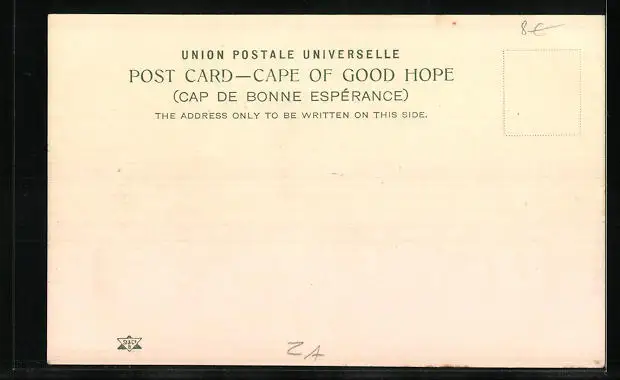 8€
UNION POSTALE UNIVERSELLE
POST CARD—CAPE OF GOOD HOPE
(CAP DE BONNE ESPÉRANCE)
THE ADDRESS ONLY TO BE WRITTEN ON THIS SIDE.
ZA